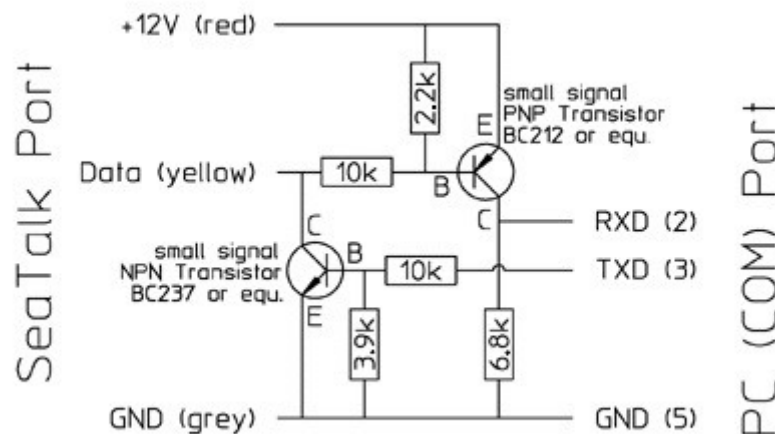 SeaTalk Port
+12V (red)
2.2k
small signal
PNP Transistor
BC212 or equ.
E
Data (yellow)
10k
B
C
RXD (2)
C
small signal
NPN Transistor
BC237 or equ.
B
10k
TXD (3)
E
3.9k
6.8k
GND (grey)
GND (5)
PC (COM) Port